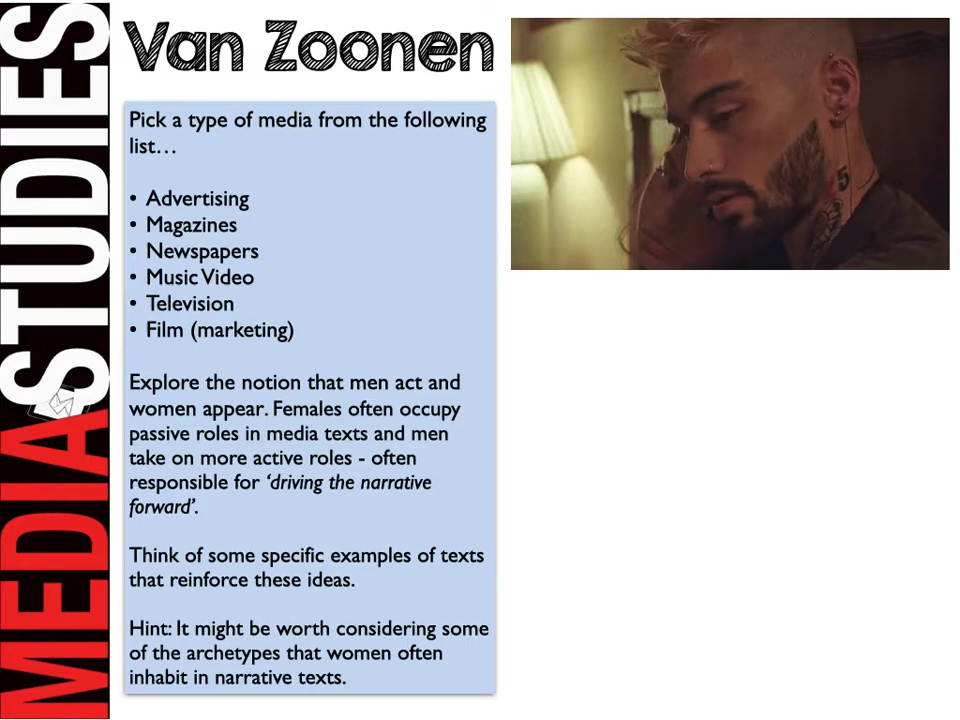 MEDIA STUDIES
Van Zoonen
Pick a type of media from the following
list…
• Advertising
• Magazines
• Newspapers
• Music Video
• Television
• Film (marketing)
Explore the notion that men act and
women appear. Females often occupy
passive roles in media texts and men
take on more active roles - often
responsible for ‘driving the narrative
forward’.
Think of some specific examples of texts
that reinforce these ideas.
Hint: It might be worth considering some
of the archetypes that women often
inhabit in narrative texts.